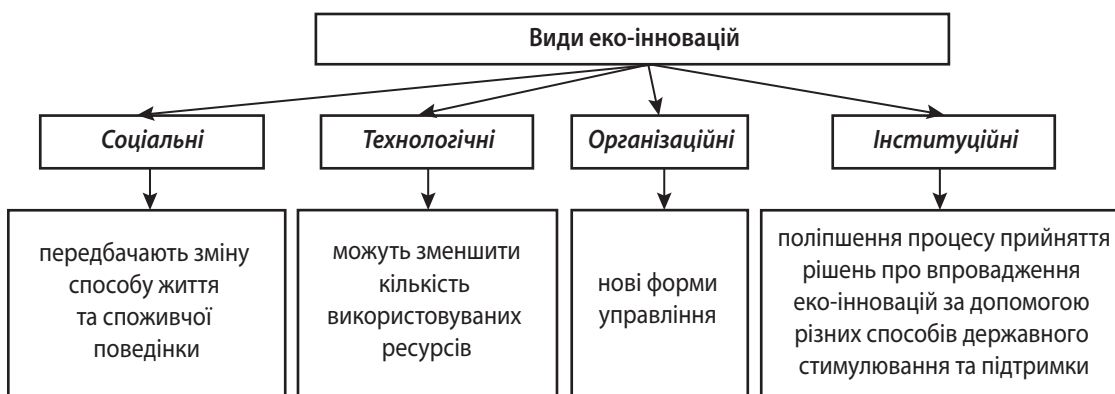 Види еко-інновацій
Соціальні
Технологічні
Організаційні
Інституційні
передбачають зміну
способу життя
та споживчої
поведінки
можуть зменшити
кількість
використовуваних
ресурсів
нові форми
управління
поліпшення процесу прийняття
рішень про впровадження
еко-інновацій за допомогою
різних способів державного
стимулювання та підтримки